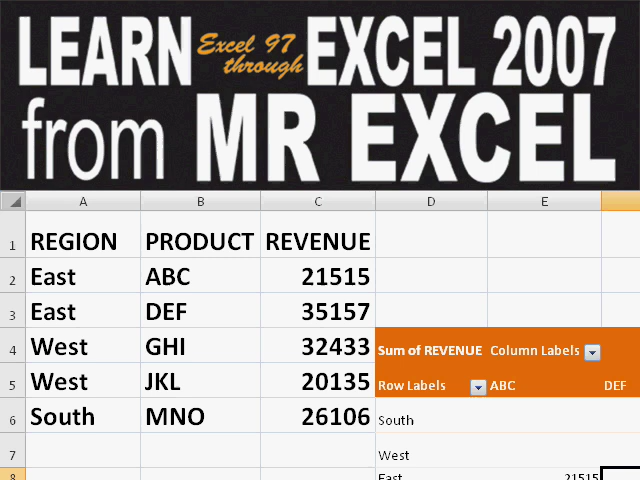 LEARN Excel 97 through EXCEL 2007
from MR EXCEL
A B C D E
1 REGION PRODUCT REVENUE
2 East ABC 21515
3 East DEF 35157
4 West GHI 32433 Sum of REVENUE Column Labels
5 West JKL 20135 Row Labels ABC DEF
6 South MNO 26106 South
7 West
8 East 21515